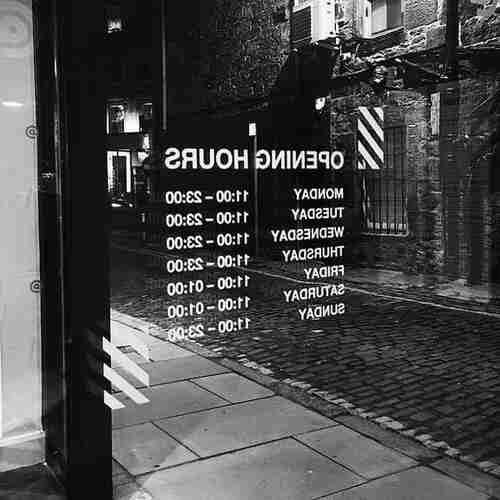 OPENING HOURS
MONDAY 11:00 – 23:00
TUESDAY 11:00 – 23:00
WEDNESDAY 11:00 – 23:00
THURSDAY 11:00 – 23:00
FRIDAY 11:00 – 01:00
SATURDAY 11:00 – 01:00
SUNDAY 11:00 – 23:00
@
@